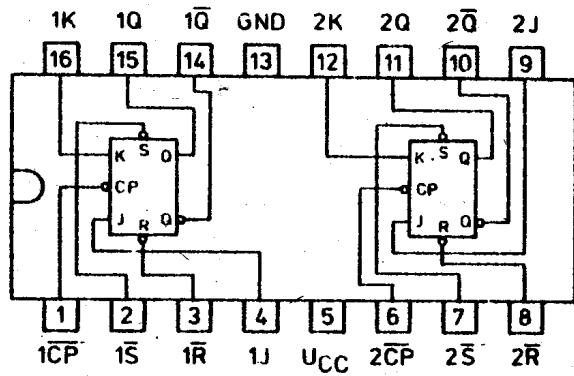 1K 1Q 1Q̅ GND 2K 2Q 2Q̅ 2J
16 15 14 13 12 11 10 9
K S Q K S Q
CP CP
J R Q J R Q
1 2 3 4 5 6 7 8
1C̅P̅ 1S̅ 1R̅ 1J UCC 2C̅P̅ 2S̅ 2R̅